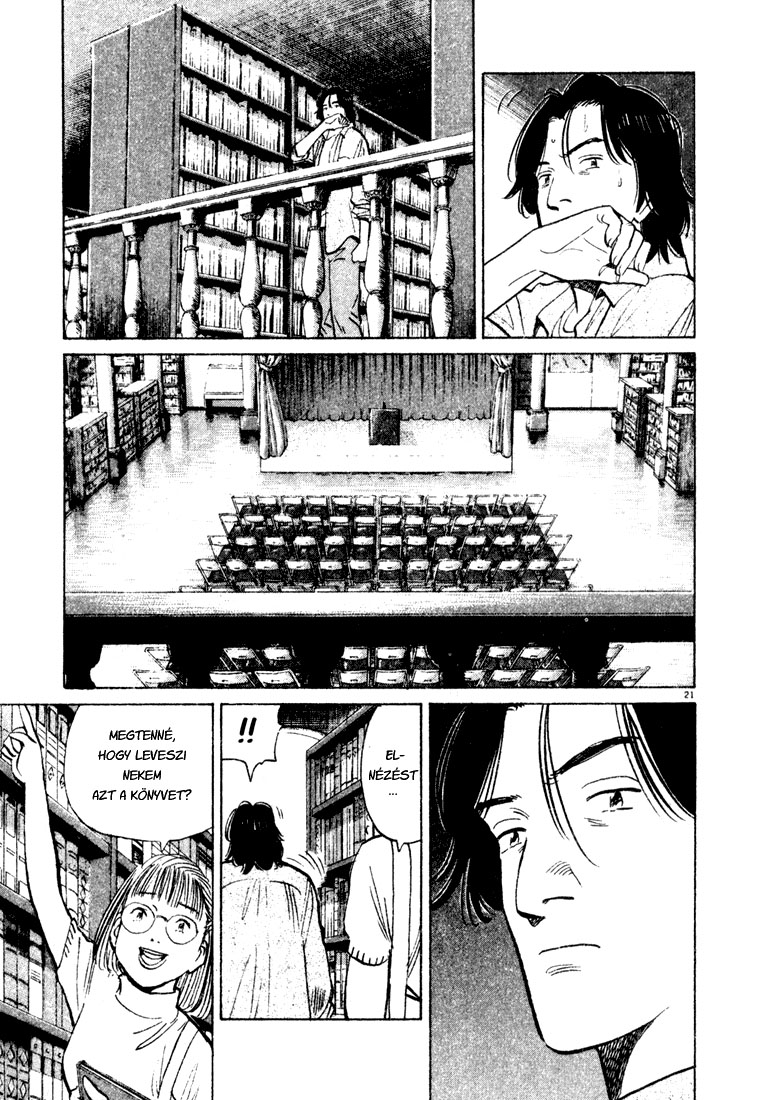 21
EL-
NÉZÉST
...
!!
MEGTENNÉ,
HOGY LEVESZI
NEKEM
AZT A KÖNYVET?